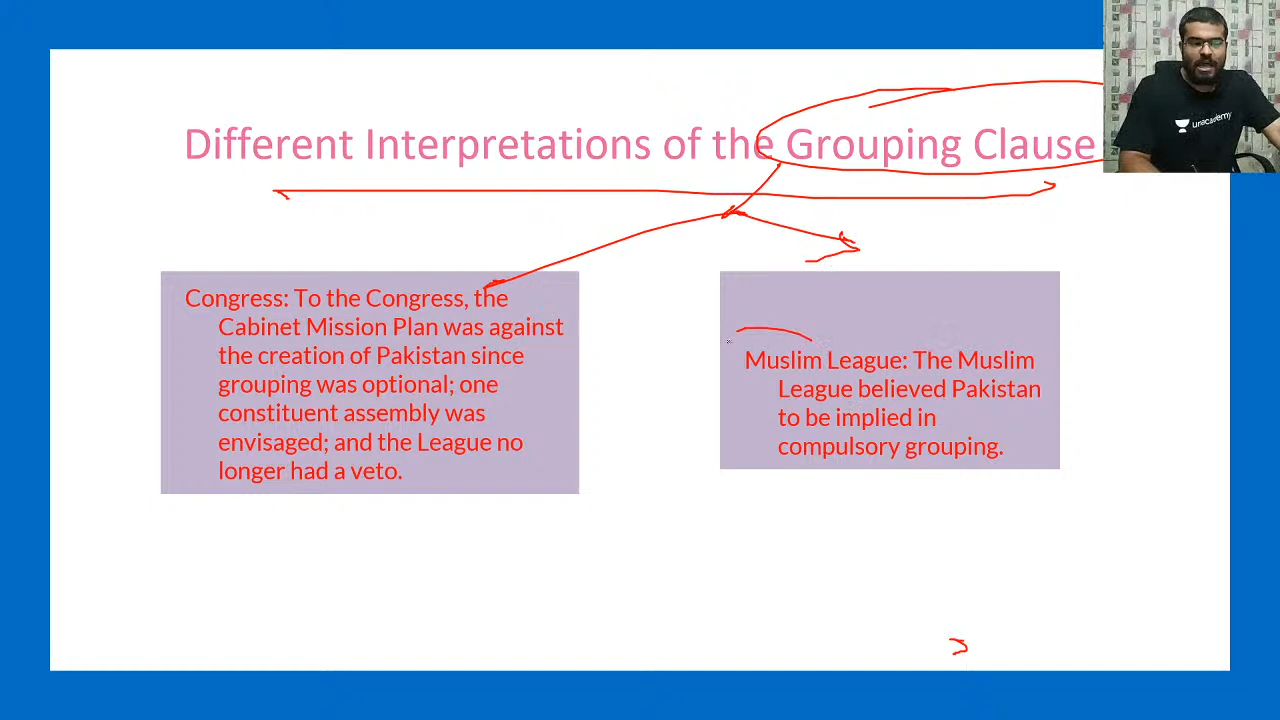 Different Interpretations of the Grouping Clause
unacademy
Congress: To the Congress, the
Cabinet Mission Plan was against
the creation of Pakistan since
grouping was optional; one
constituent assembly was
envisaged; and the League no
longer had a veto.
Muslim League: The Muslim
League believed Pakistan
to be implied in
compulsory grouping.